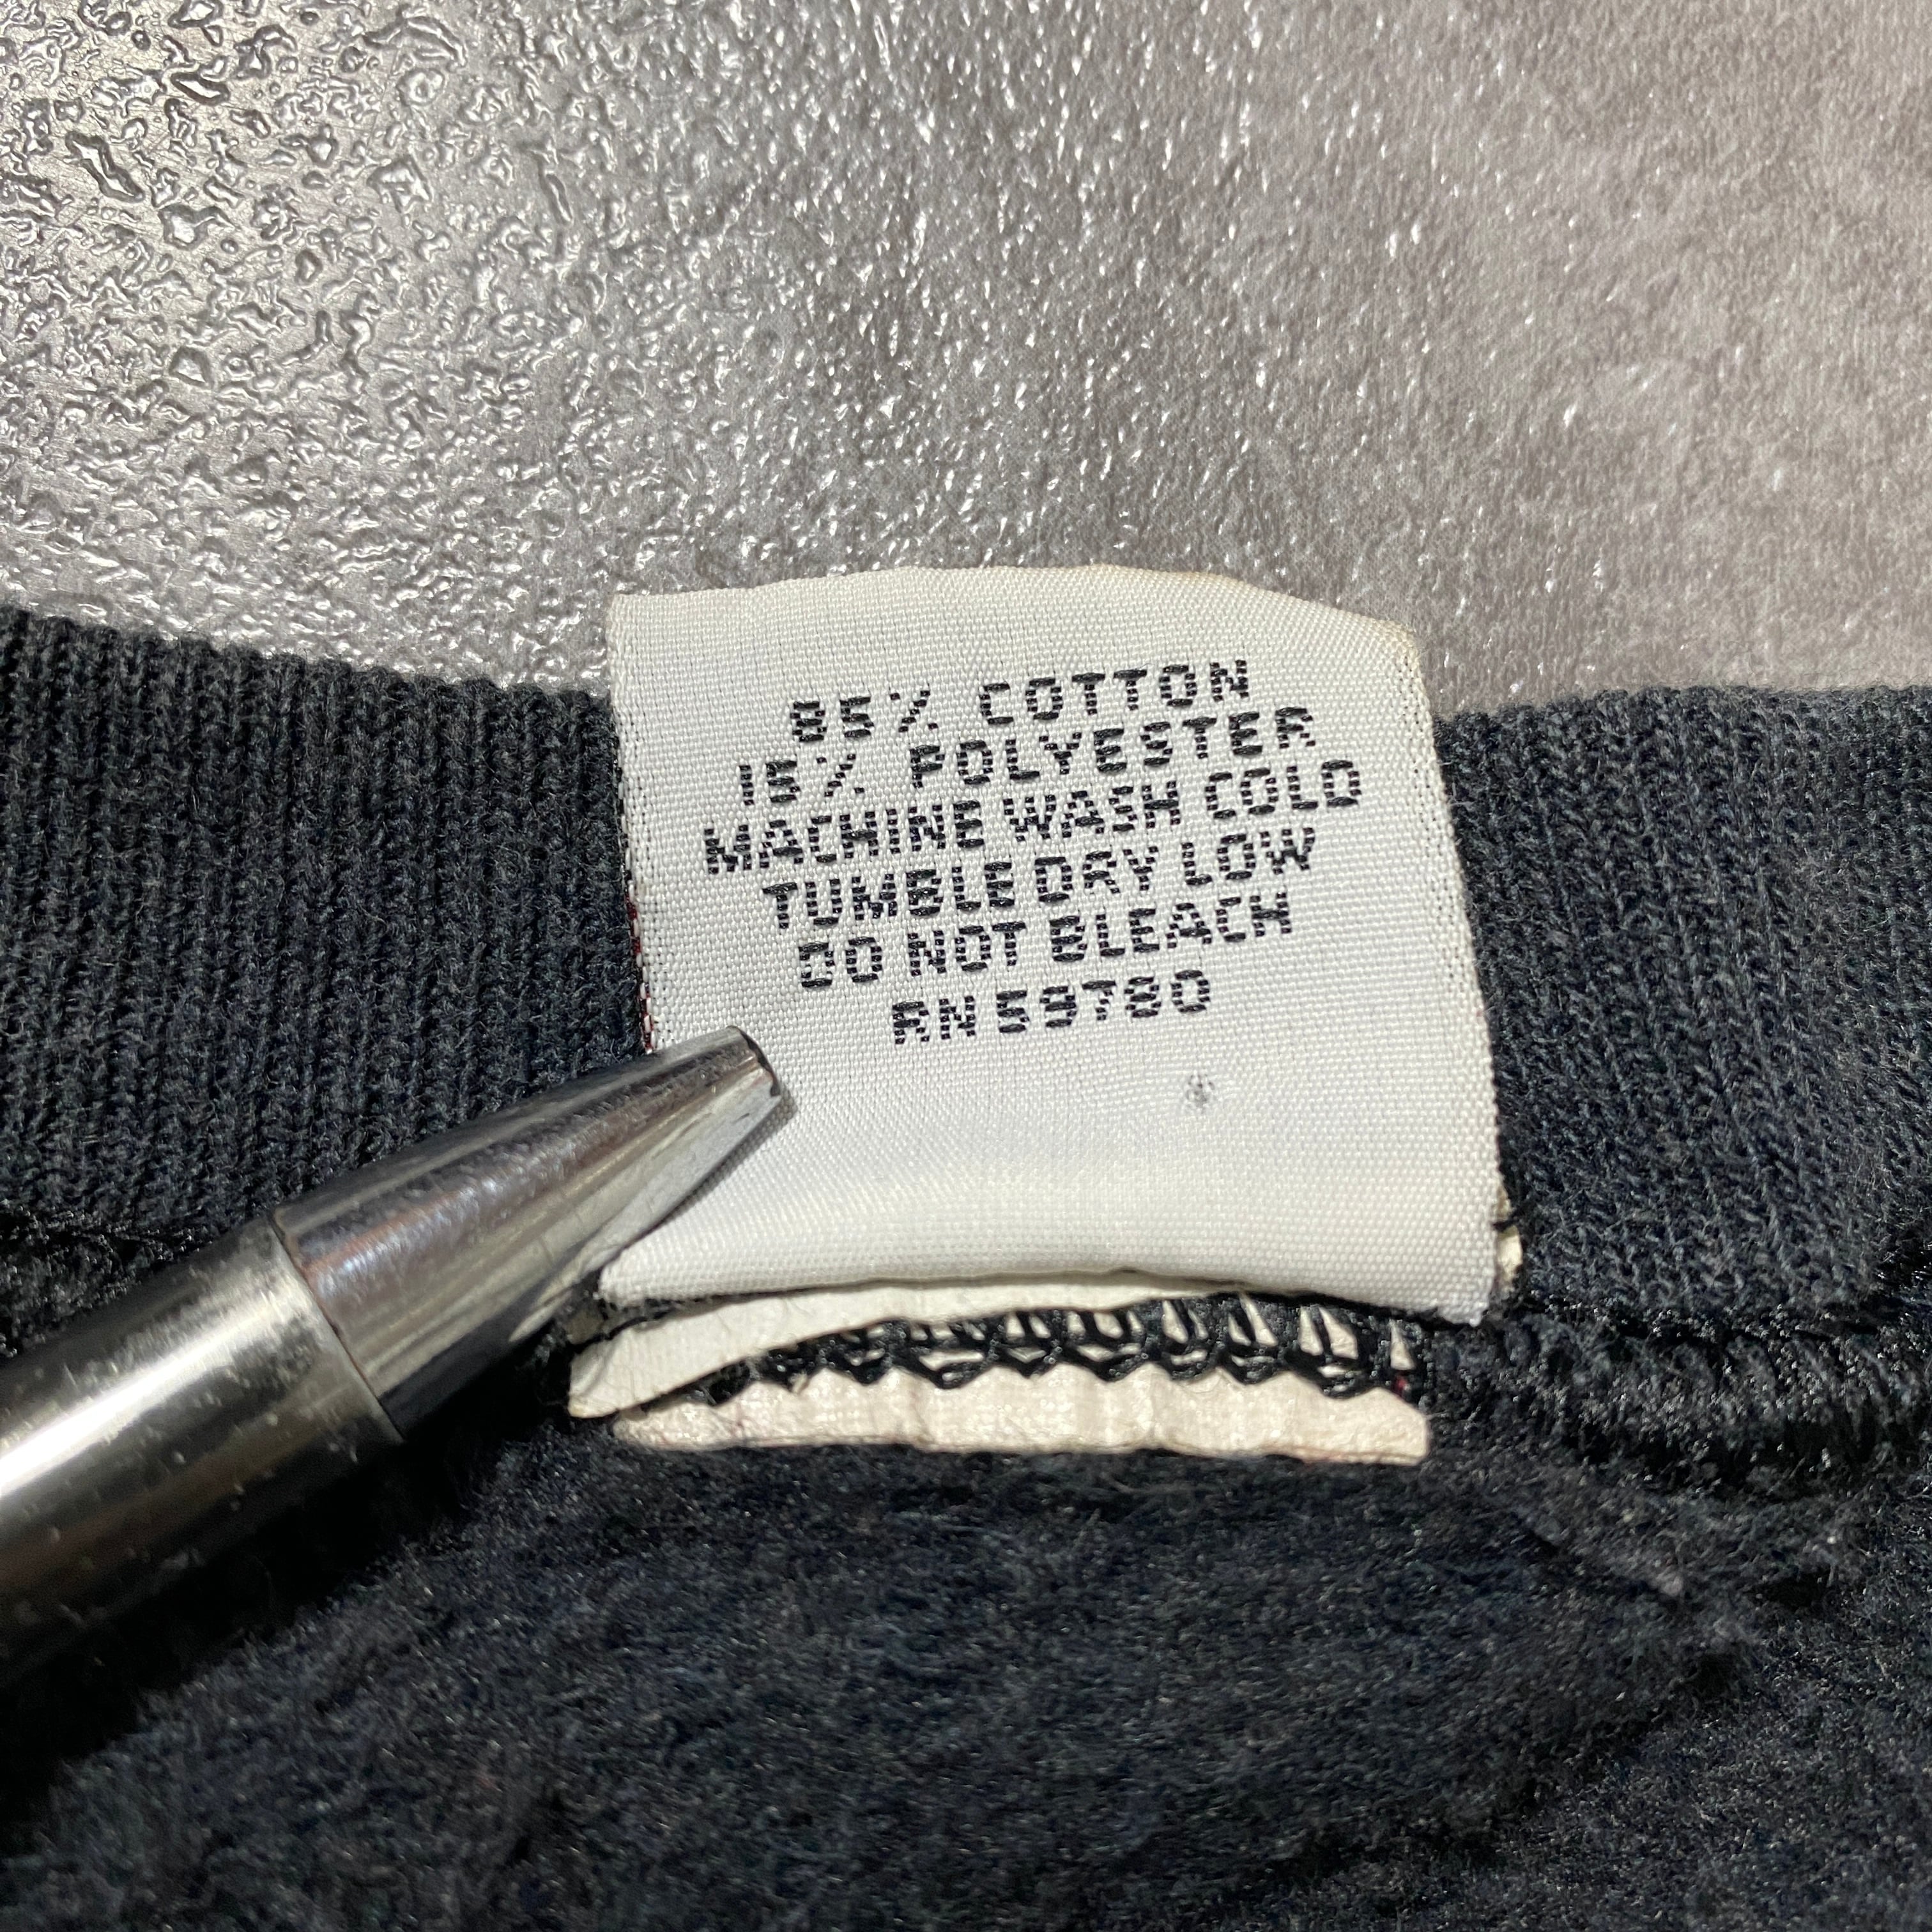 85% COTTON
15% POLYESTER
MACHINE WASH COLD
TUMBLE DRY LOW
DO NOT BLEACH
RN 59780